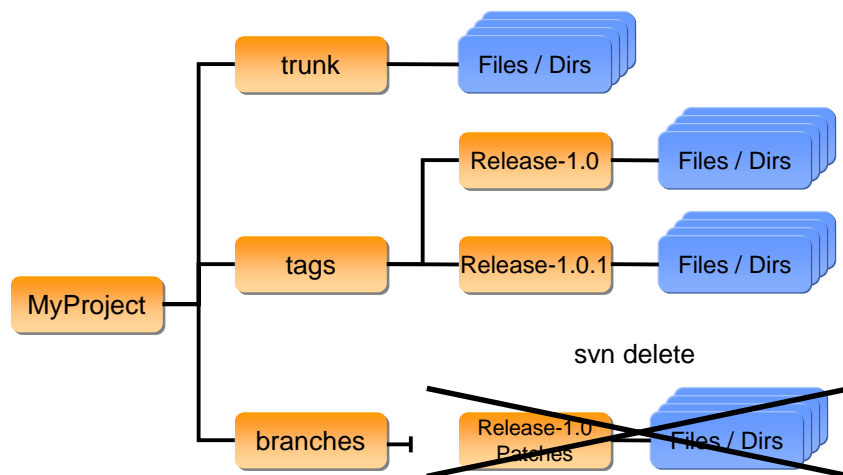 trunk
Files / Dirs
Release-1.0
Files / Dirs
tags
Release-1.0.1
Files / Dirs
MyProject
svn delete
branches
Release-1.0
Patches
Files / Dirs